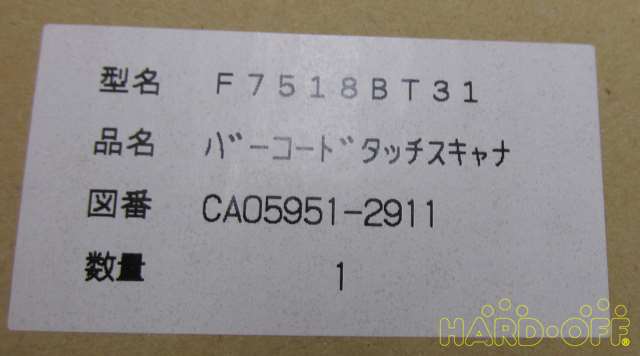 型名 F7518BT31
品名 バーコードタッチスキャナ
図番 CA05951-2911
数量 1
HARD-OFF®